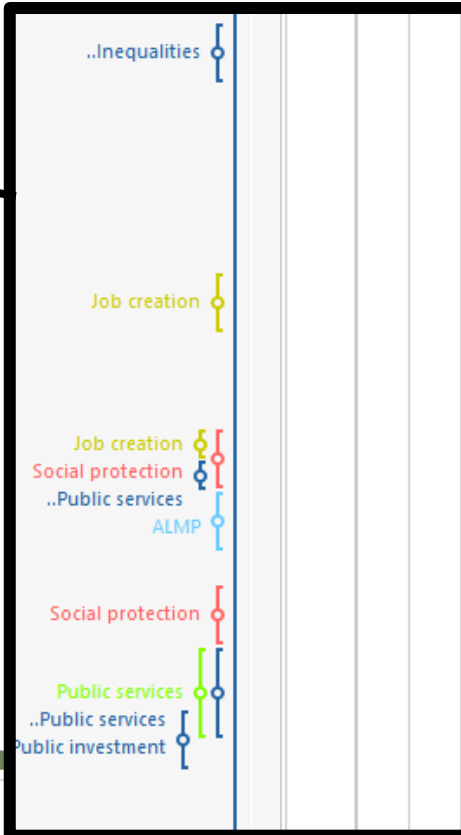 ..Inequalities
Job creation
Job creation
Social protection
..Public services
ALMP
Social protection
Public services
..Public services
Public investment